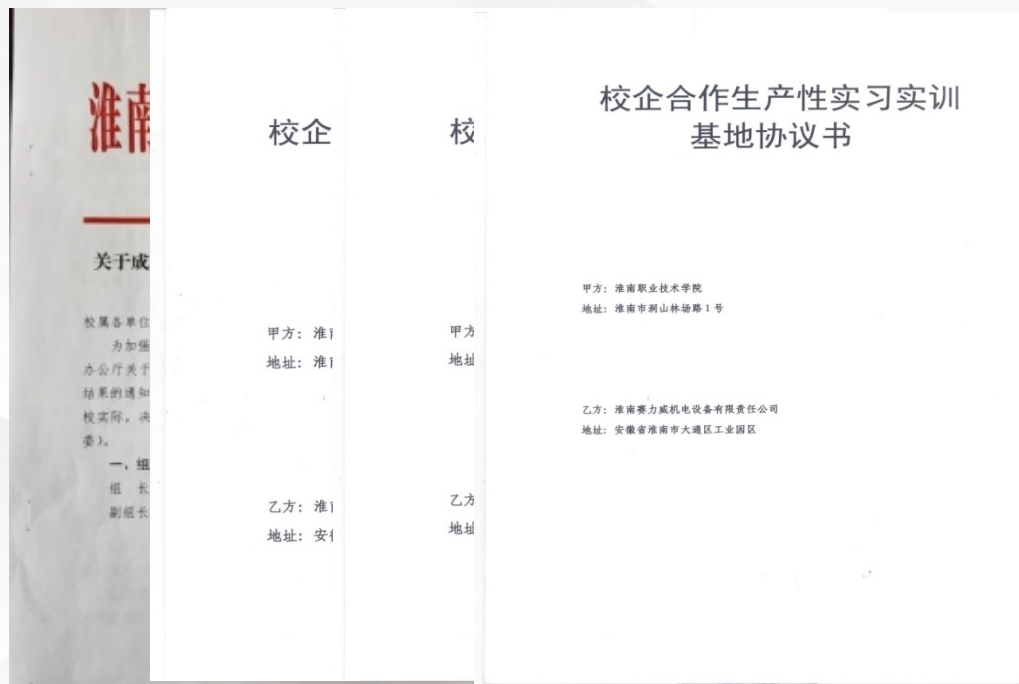 淮南
关于成
校属各单位
为加强
办公厅关于
结果的通知
校实际。决
委)。
一、组
组 长
副组长
校企
甲方：淮
地址：淮
乙方：淮
地址：安
校
甲方
地址
乙方
地址
校企合作生产性实习实训
基地协议书
甲方：淮南职业技术学院
地址：淮南市洞山林场路1号
乙方：淮南赛力威机电设备有限责任公司
地址：安徽省淮南市大通区工业园区